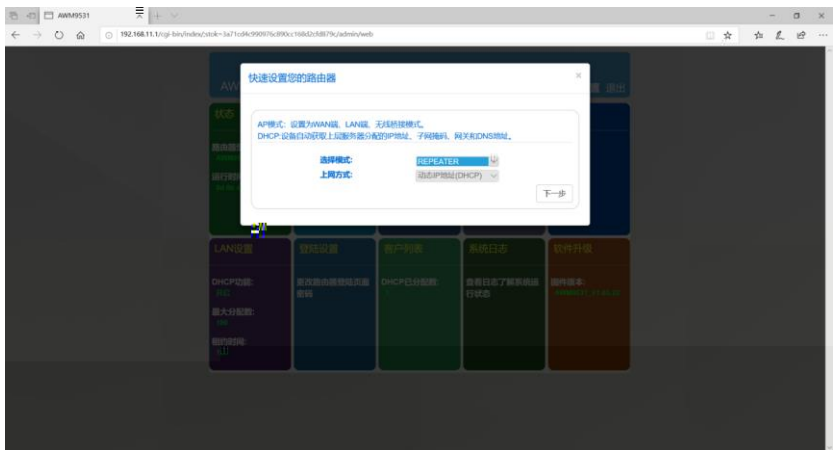 AWM9531
192.168.11.1/cgi-bin/index/;stok=3a71cd4c990976c890cc168d2cfd879c/admin/web
AW
退出
快速设置您的路由器
AP模式: 设置为WAN端、LAN端、无线桥接模式。
DHCP:设备自动获取上层服务器分配的IP地址、子网掩码、网关和DNS地址。
选择模式:
REPEATER
上网方式:
动态IP地址(DHCP)
下一步
状态
运行时
LAN设置
登陆设置
客户列表
系统日志
软件升级
DHCP功能:
更改路由器登陆页面
密码
DHCP已分配数:
查看日志了解系统运
行状态
固件版本:
最大分配数:
租约时间: